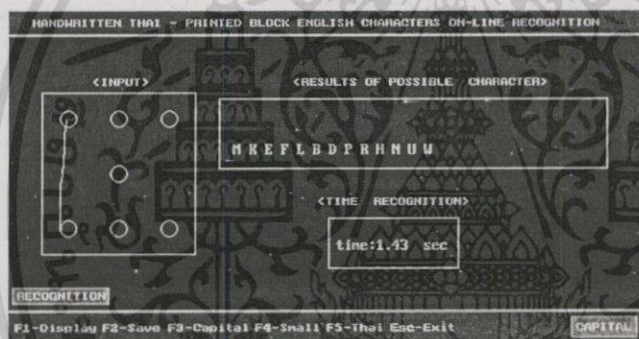 HANDWRITTEN THAI - PRINTED BLOCK ENGLISH CHARACTERS ON-LINE RECOGNITION
<INPUT>
<RESULTS OF POSSIBLE CHARACTER>
MKEFLBDPRHNUW
<TIME RECOGNITION>
time:1.43 sec
RECOGNITION
F1-Display F2-Save F3-Capital F4-Small F5-Thai Esc-Exit
CAPITAL